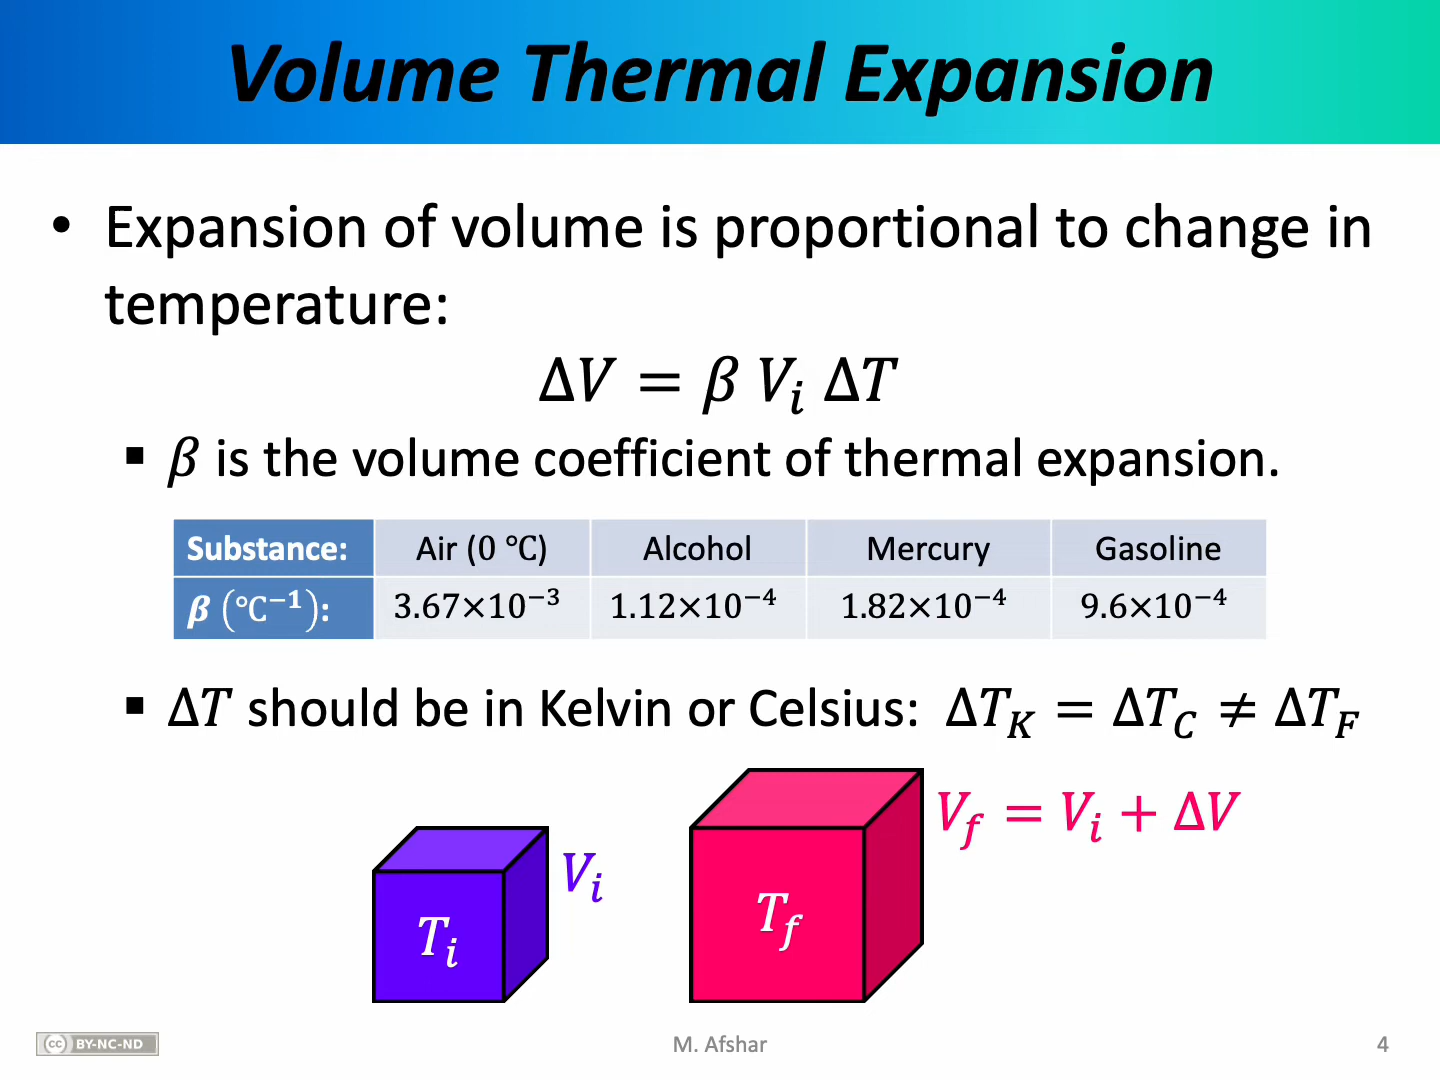 Volume Thermal Expansion
• Expansion of volume is proportional to change in
temperature:
Δ𝑉 = 𝛽 𝑉ᵢ Δ𝑇
▪ 𝛽 is the volume coefficient of thermal expansion.
Substance: Air (0 ℃) Alcohol Mercury Gasoline
𝜷 (℃⁻¹): 3.67×10⁻³ 1.12×10⁻⁴ 1.82×10⁻⁴ 9.6×10⁻⁴
▪ Δ𝑇 should be in Kelvin or Celsius: Δ𝑇_K = Δ𝑇_C ≠ Δ𝑇_F
𝑉_f = 𝑉ᵢ + Δ𝑉
𝑉ᵢ
𝑇ᵢ
𝑇_f
cc BY-NC-ND
M. Afshar
4